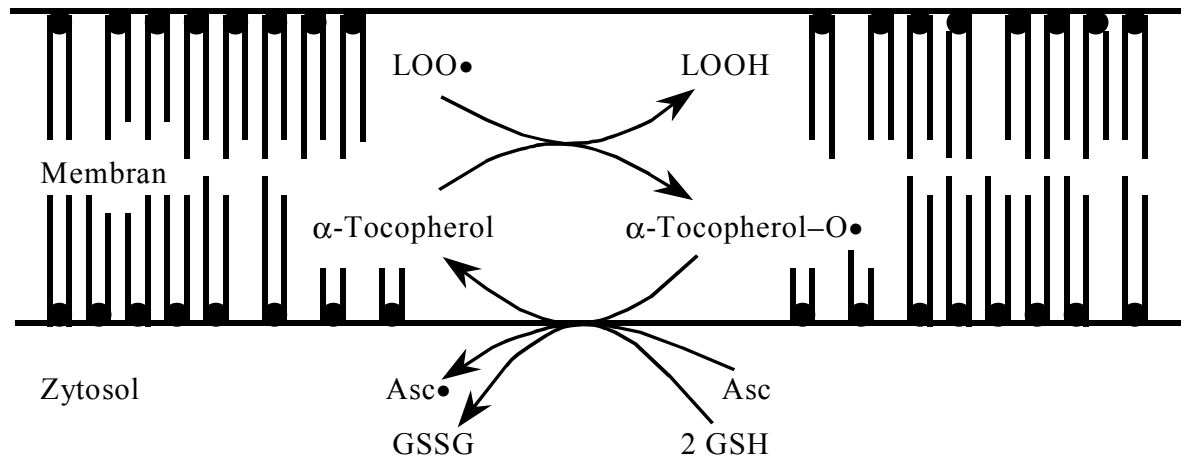 LOO• LOOH
Membran
α-Tocopherol α-Tocopherol–O•
Zytosol Asc• Asc
GSSG 2 GSH